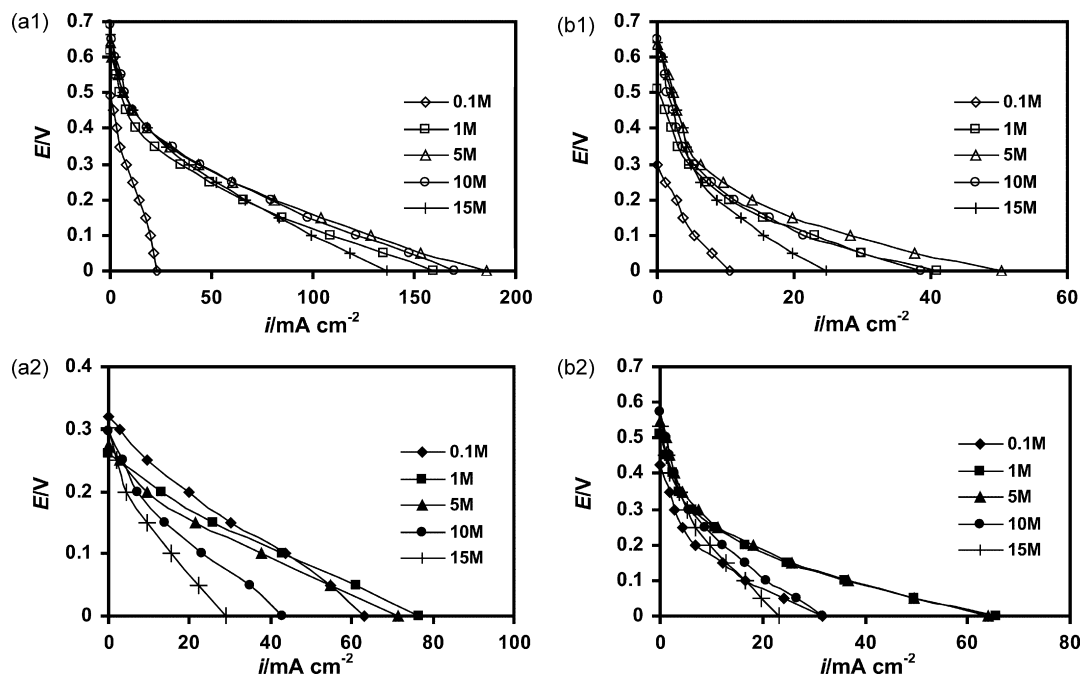 (a1)
0.7
0.6
0.5
0.4
0.3
0.2
0.1
0
E/V
0.1M
1M
5M
10M
15M
0 50 100 150 200
i/mA cm-2
(b1)
0.7
0.6
0.5
0.4
0.3
0.2
0.1
0
E/V
0.1M
1M
5M
10M
15M
0 20 40 60
i/mA cm-2
(a2)
0.4
0.3
0.2
0.1
0
E/V
0.1M
1M
5M
10M
15M
0 20 40 60 80 100
i/mA cm-2
(b2)
0.7
0.6
0.5
0.4
0.3
0.2
0.1
0
E/V
0.1M
1M
5M
10M
15M
0 20 40 60 80
i/mA cm-2